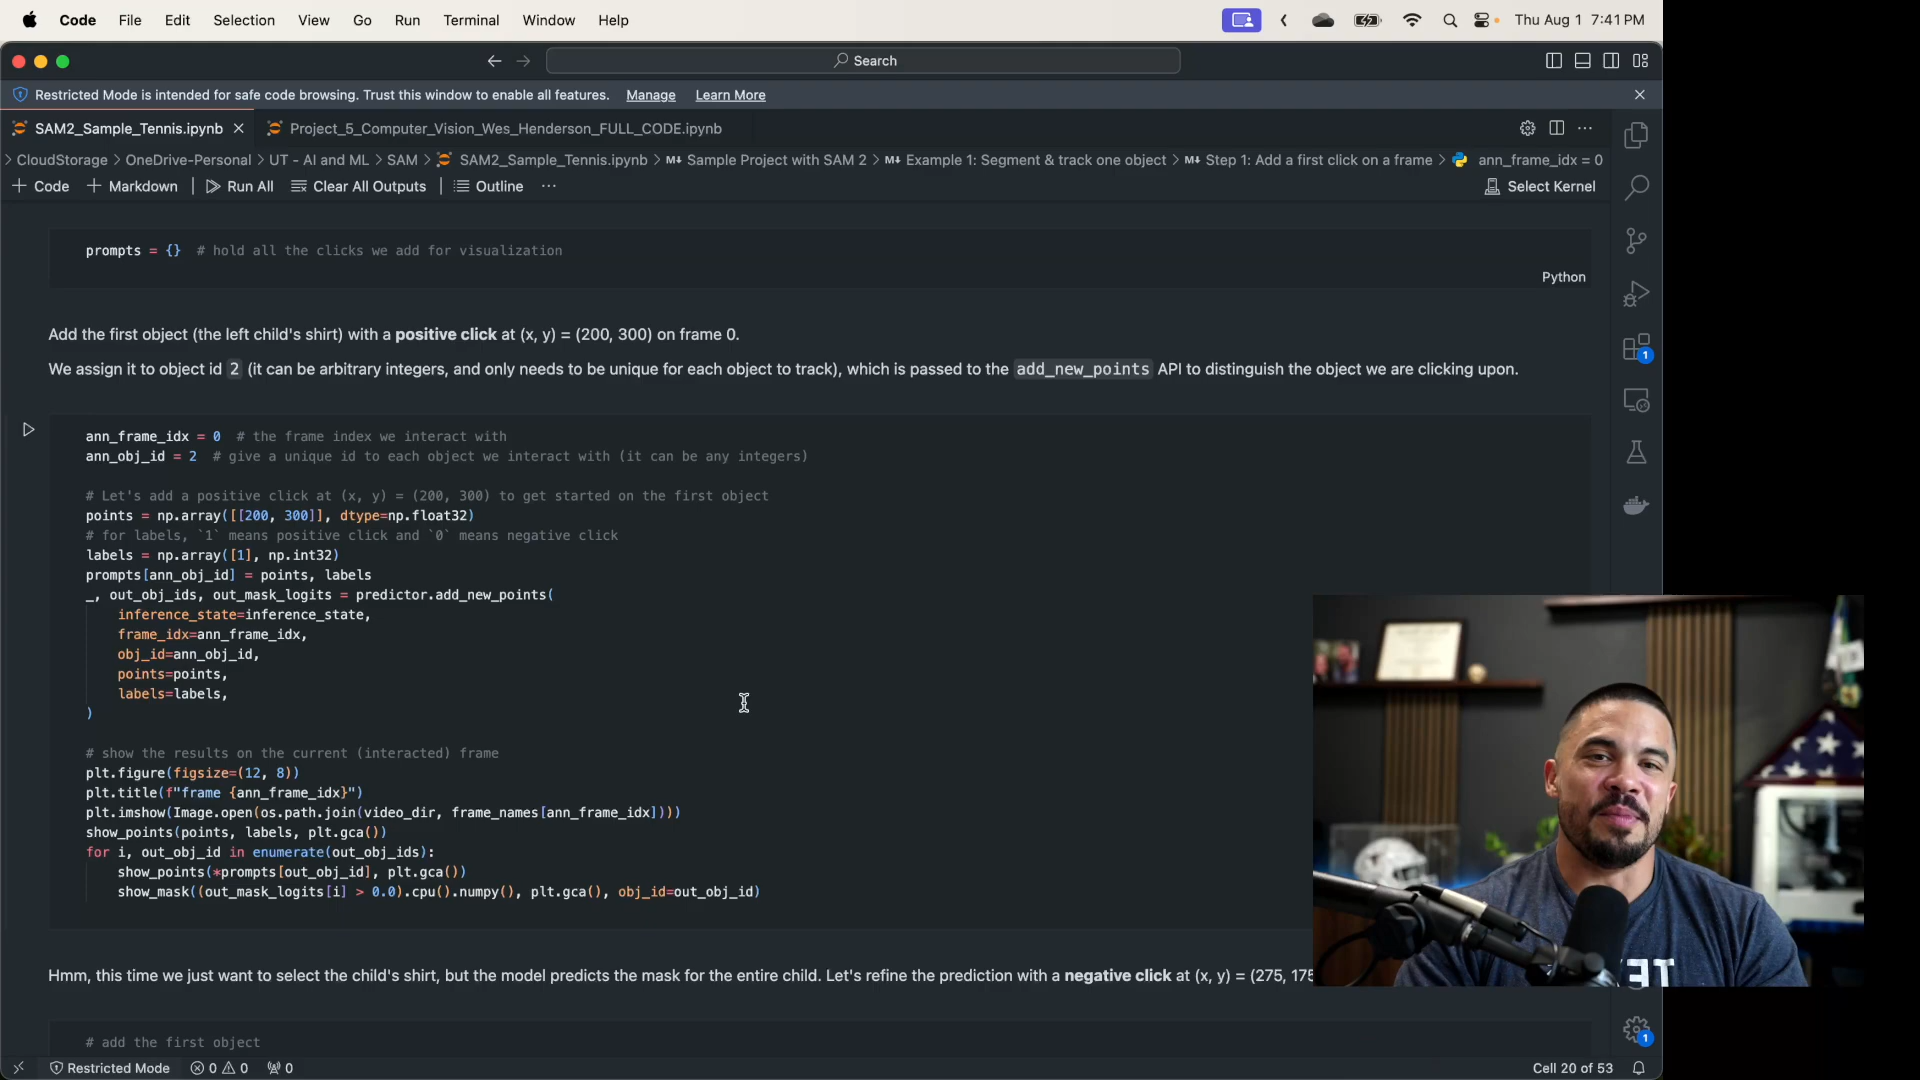 Code File Edit Selection View Go Run Terminal Window Help Thu Aug 1 7:41 PM
Search
Restricted Mode is intended for safe code browsing. Trust this window to enable all features. Manage Learn More
SAM2_Sample_Tennis.ipynb Project_5_Computer_Vision_Wes_Henderson_FULL_CODE.ipynb
> CloudStorage > OneDrive-Personal > UT - AI and ML > SAM > SAM2_Sample_Tennis.ipynb > M↓ Sample Project with SAM 2 > M↓ Example 1: Segment & track one object > M↓ Step 1: Add a first click on a frame > ann_frame_idx = 0
+ Code + Markdown Run All Clear All Outputs Outline ... Select Kernel
prompts = {} # hold all the clicks we add for visualization
Python
Add the first object (the left child's shirt) with a positive click at (x, y) = (200, 300) on frame 0.
We assign it to object id 2 (it can be arbitrary integers, and only needs to be unique for each object to track), which is passed to the add_new_points API to distinguish the object we are clicking upon.
ann_frame_idx = 0 # the frame index we interact with
ann_obj_id = 2 # give a unique id to each object we interact with (it can be any integers)
# Let's add a positive click at (x, y) = (200, 300) to get started on the first object
points = np.array([[200, 300]], dtype=np.float32)
# for labels, `1` means positive click and `0` means negative click
labels = np.array([1], np.int32)
prompts[ann_obj_id] = points, labels
_, out_obj_ids, out_mask_logits = predictor.add_new_points(
inference_state=inference_state,
frame_idx=ann_frame_idx,
obj_id=ann_obj_id,
points=points,
labels=labels,
)
# show the results on the current (interacted) frame
plt.figure(figsize=(12, 8))
plt.title(f"frame {ann_frame_idx}")
plt.imshow(Image.open(os.path.join(video_dir, frame_names[ann_frame_idx])))
show_points(points, labels, plt.gca())
for i, out_obj_id in enumerate(out_obj_ids):
show_points(*prompts[out_obj_id], plt.gca())
show_mask((out_mask_logits[i] > 0.0).cpu().numpy(), plt.gca(), obj_id=out_obj_id)
Hmm, this time we just want to select the child's shirt, but the model predicts the mask for the entire child. Let's refine the prediction with a negative click at (x, y) = (275, 175
# add the first object
Restricted Mode 0 0 0 Cell 20 of 53
1
1